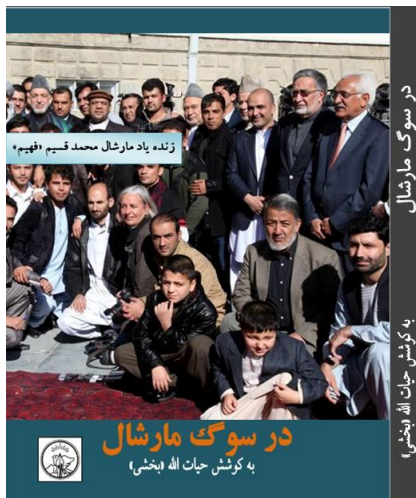 زنده یاد مارشال محمد قسیم «فهیم»
در سوگ مارشال
به کوشش حیات الله «بخشی»
در سوگ مارشال
به کوشش حیات الله «بخشی»